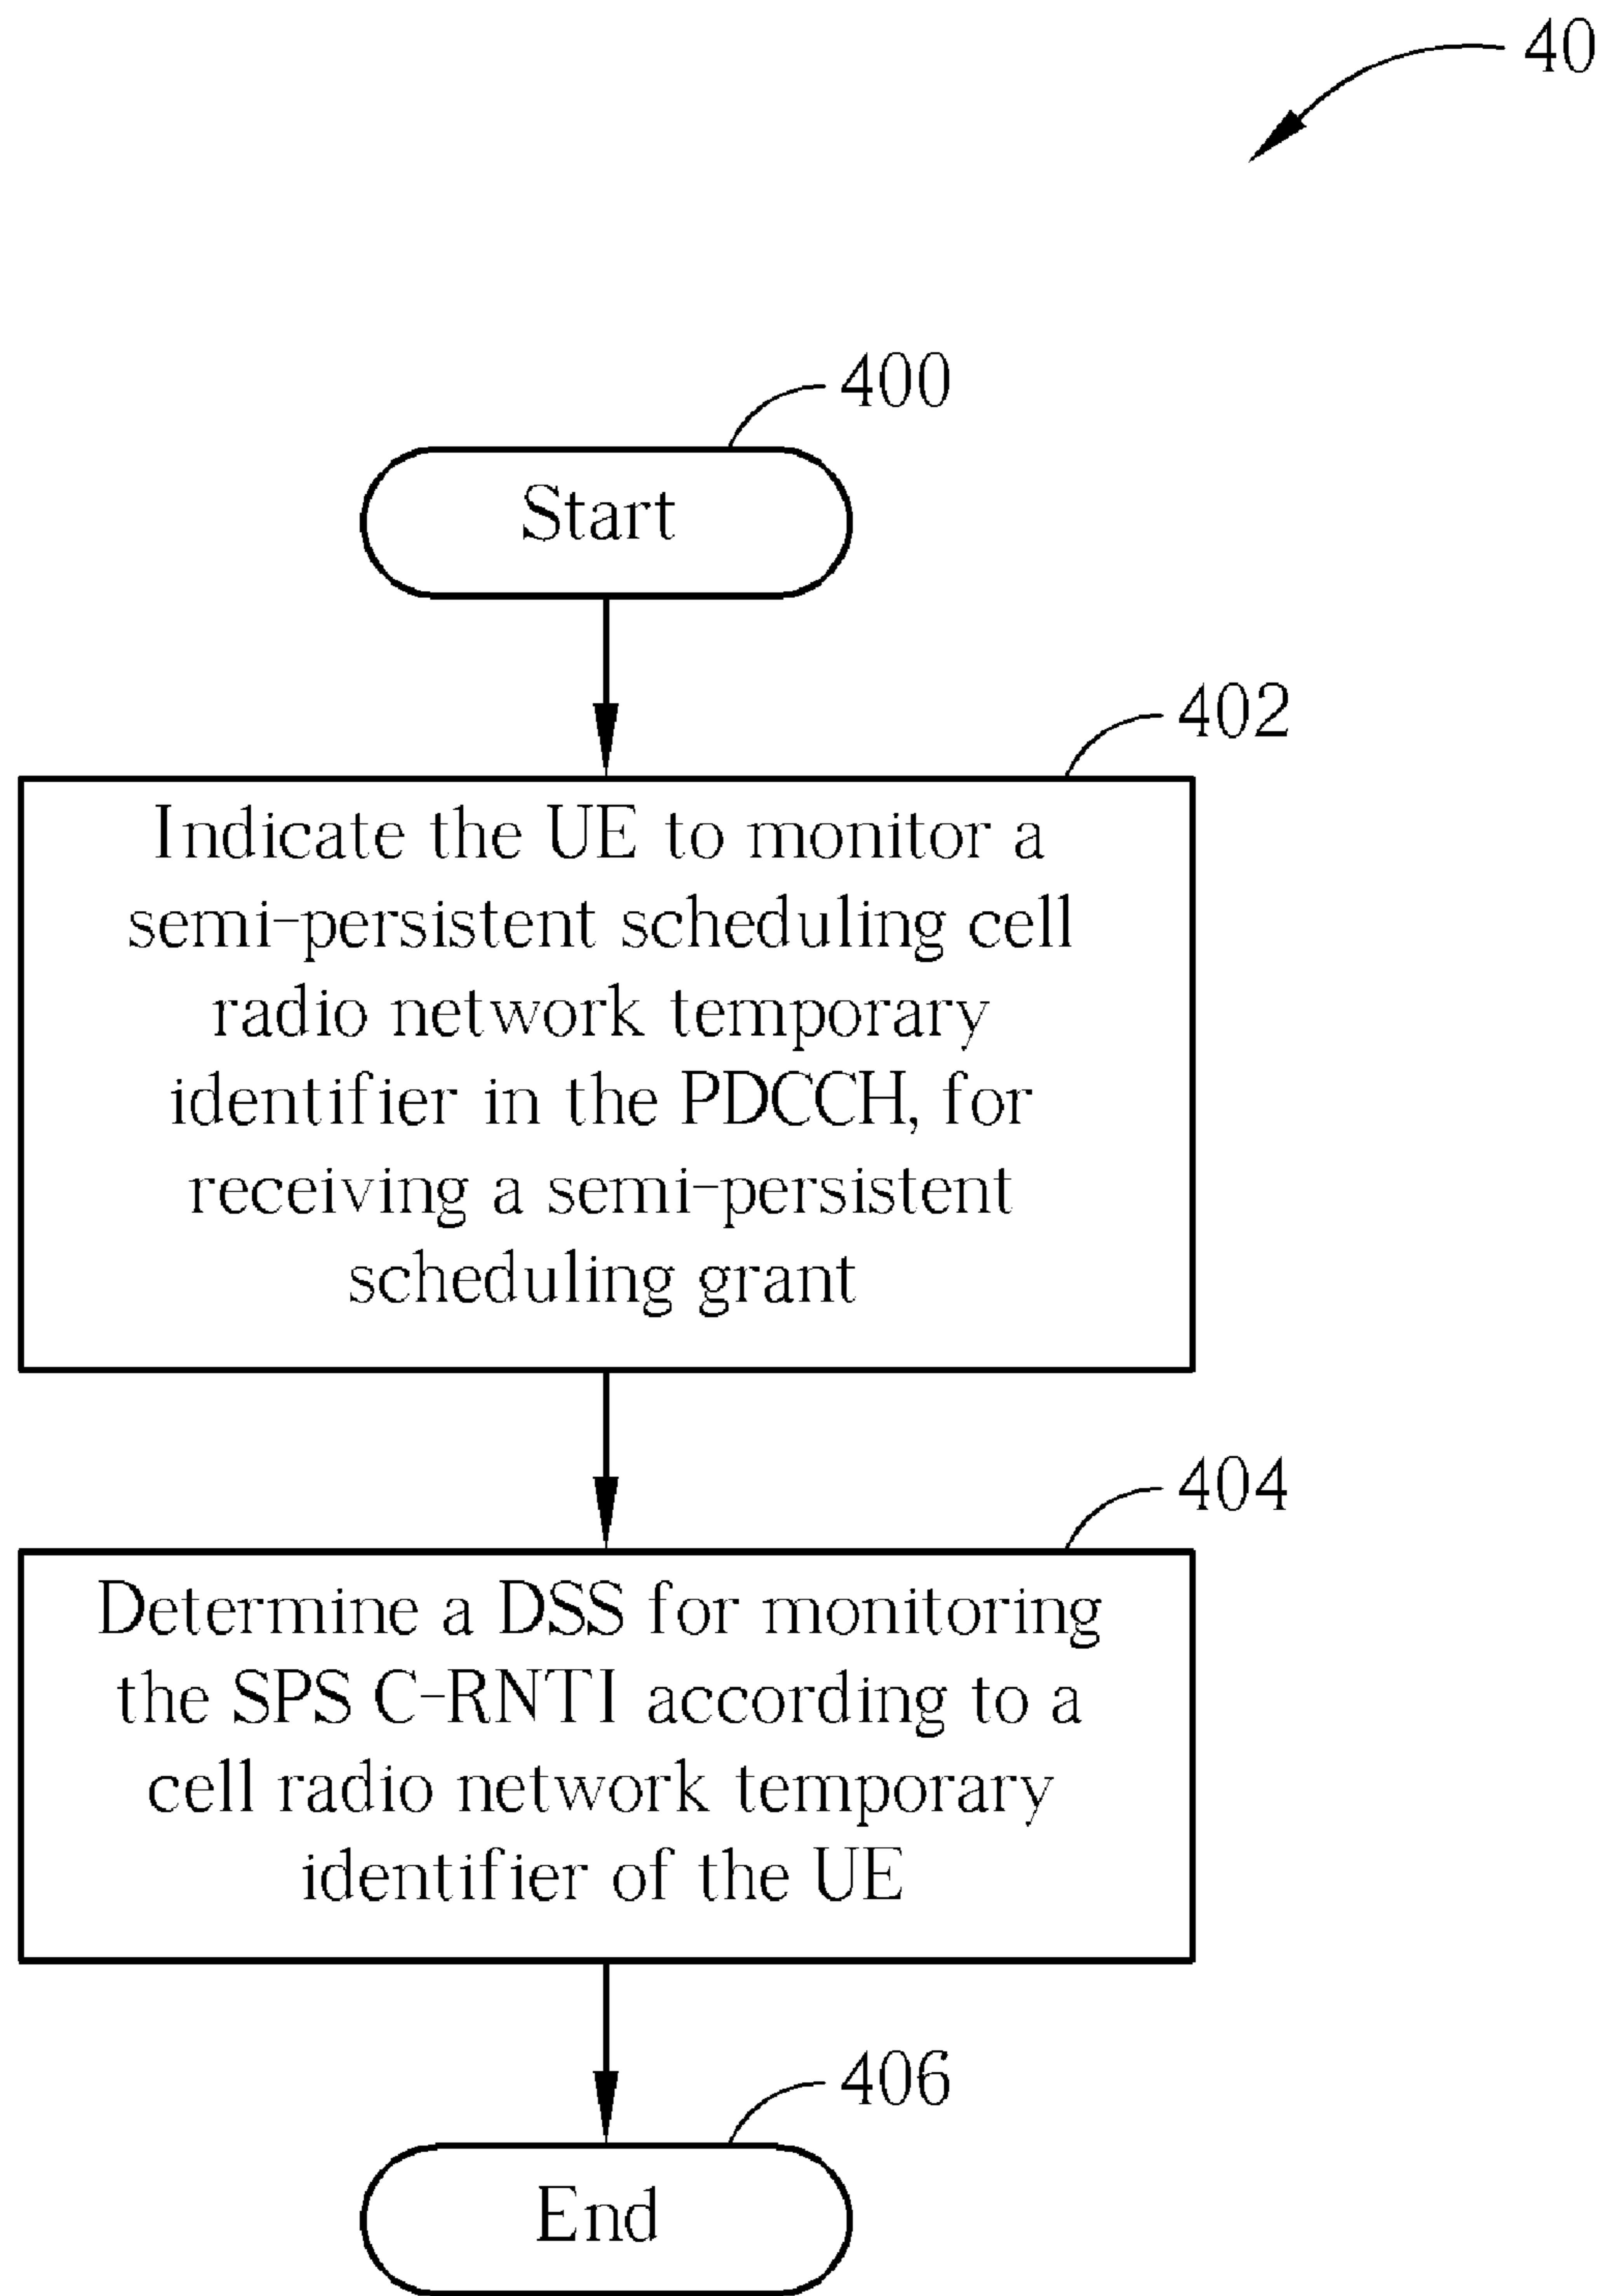 40
400
Start
402
Indicate the UE to monitor a
semi-persistent scheduling cell
radio network temporary
identifier in the PDCCH, for
receiving a semi-persistent
scheduling grant
404
Determine a DSS for monitoring
the SPS C-RNTI according to a
cell radio network temporary
identifier of the UE
406
End